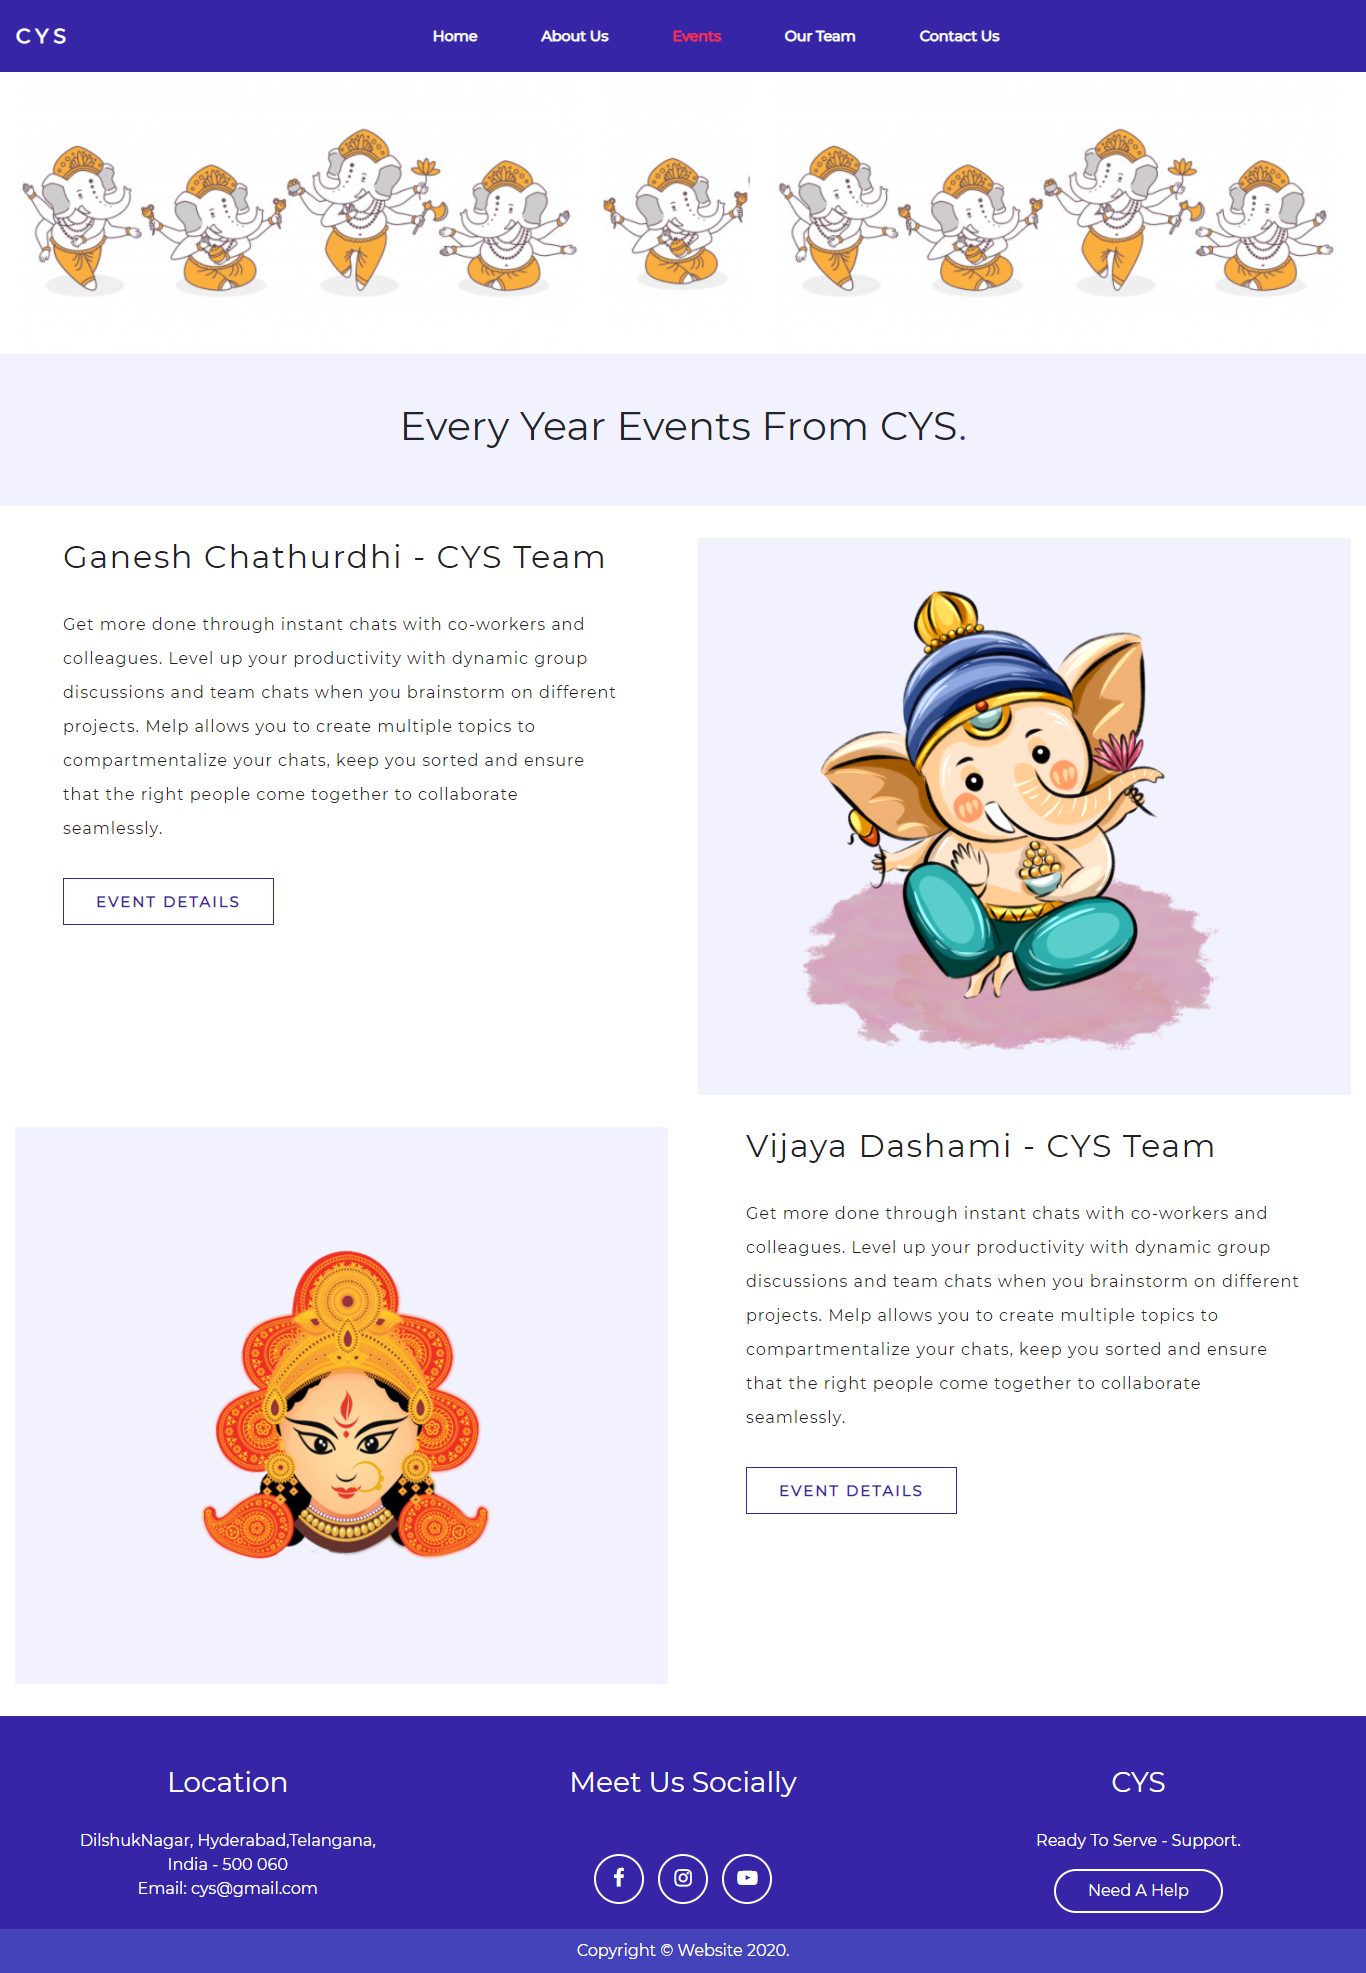 CYS
Home
About Us
Events
Our Team
Contact Us
Every Year Events From CYS.
Ganesh Chathurdhi - CYS Team
Get more done through instant chats with co-workers and
colleagues. Level up your productivity with dynamic group
discussions and team chats when you brainstorm on different
projects. Melp allows you to create multiple topics to
compartmentalize your chats, keep you sorted and ensure
that the right people come together to collaborate
seamlessly.
EVENT DETAILS
Vijaya Dashami - CYS Team
Get more done through instant chats with co-workers and
colleagues. Level up your productivity with dynamic group
discussions and team chats when you brainstorm on different
projects. Melp allows you to create multiple topics to
compartmentalize your chats, keep you sorted and ensure
that the right people come together to collaborate
seamlessly.
EVENT DETAILS
Location
DilshukNagar, Hyderabad,Telangana,
India - 500 060
Email: cys@gmail.com
Meet Us Socially
CYS
Ready To Serve - Support.
Need A Help
Copyright © Website 2020.